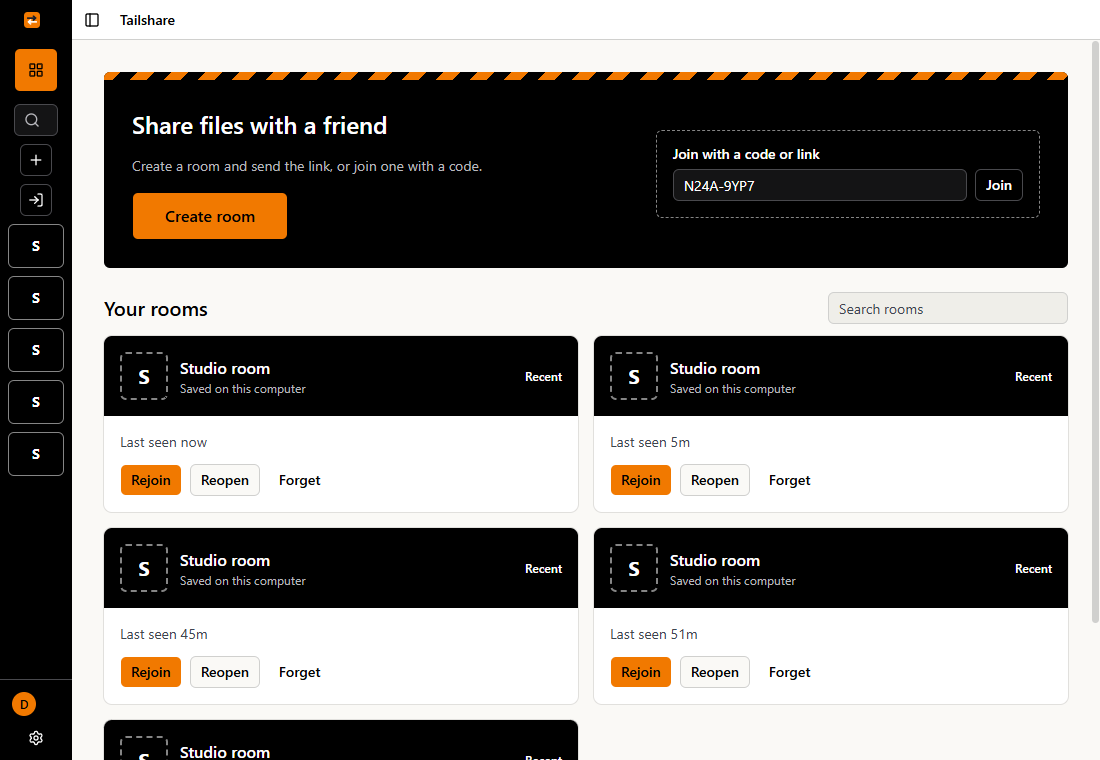 Tailshare
Share files with a friend
Create a room and send the link, or join one with a code.
Create room
Join with a code or link
N24A-9YP7
Join
S
S
S
S
S
D
Your rooms
Search rooms
S
Studio room
Saved on this computer
Recent
Last seen now
Rejoin
Reopen
Forget
S
Studio room
Saved on this computer
Recent
Last seen 5m
Rejoin
Reopen
Forget
S
Studio room
Saved on this computer
Recent
Last seen 45m
Rejoin
Reopen
Forget
S
Studio room
Saved on this computer
Recent
Last seen 51m
Rejoin
Reopen
Forget
S
Studio room
Recent